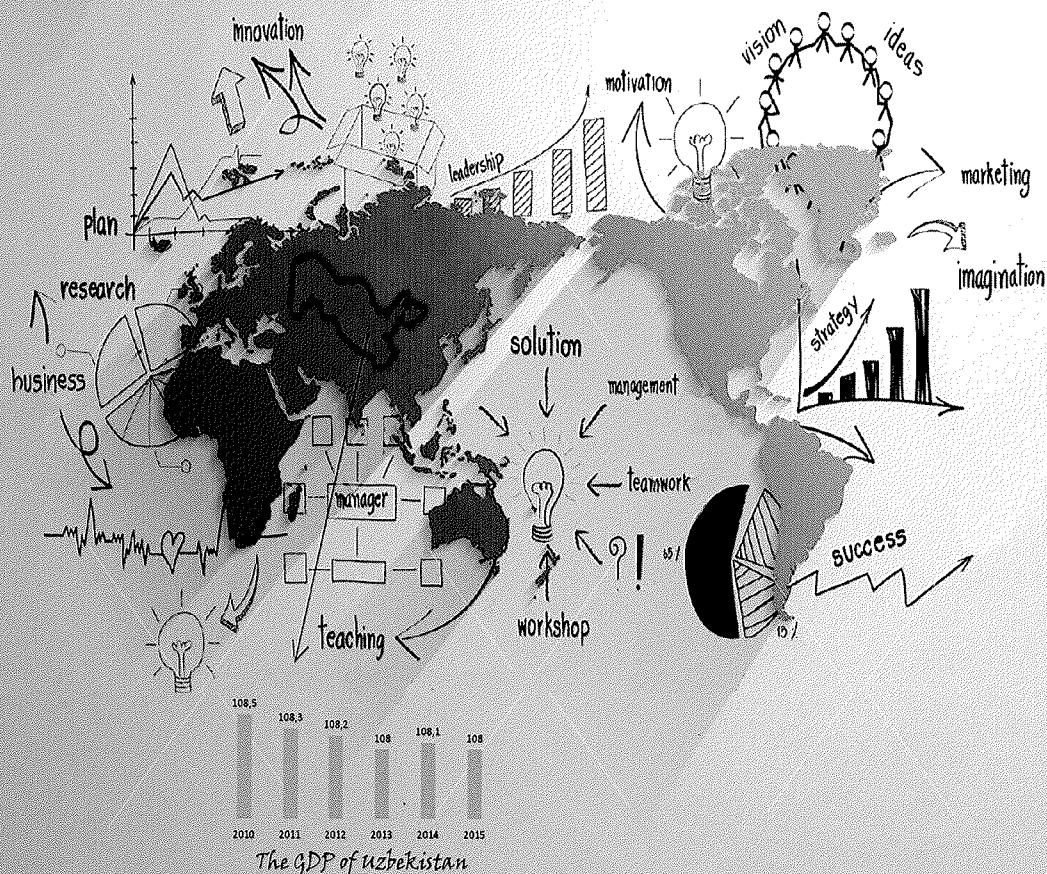 innovation
vision
ideas
motivation
leadership
marketing
plan
imagination
research
strategy
solution
business
management
teamwork
manager
? !
65 %
success
teaching
workshop
15 %
108,5
108,3
108,2
108
108,1
108
2010 2011 2012 2013 2014 2015
The GDP of Uzbekistan